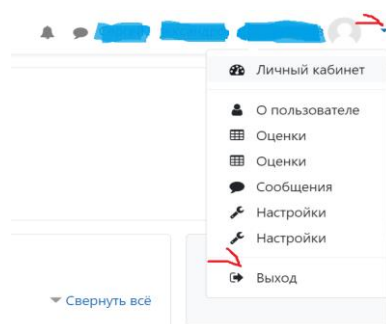 Личный кабинет
О пользователе
Оценки
Оценки
Сообщения
Настройки
Настройки
Выход
Свернуть всё